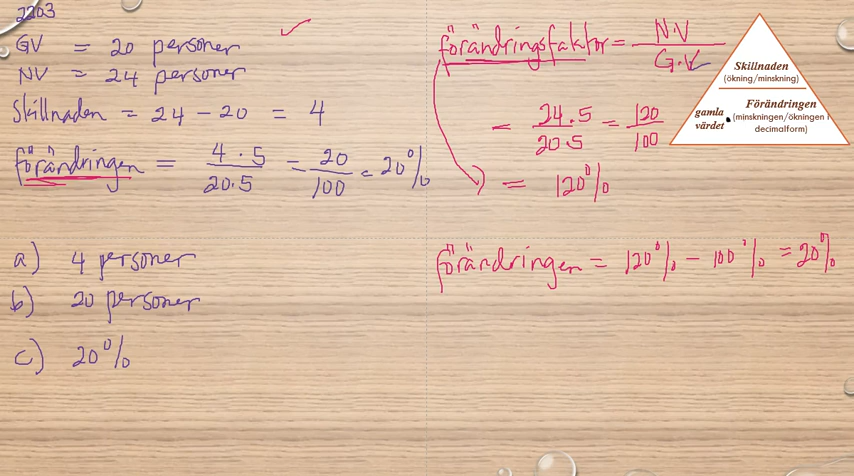 2203
GV = 20 personer
NV = 24 personer
Skillnaden = 24 - 20 = 4
förändringen = 4 · 5 / 20 · 5 = 20 / 100 = 20%
a) 4 personer
b) 20 personer
c) 20%
förändringsfaktor = N.V / G.V
= 24 · 5 / 20 · 5 = 120 / 100
= 120%
förändringen = 120% - 100% = 20%
Skillnaden
(ökning/minskning)
gamla värdet
Förändringen
(minskningen/ökningen i
decimalform)